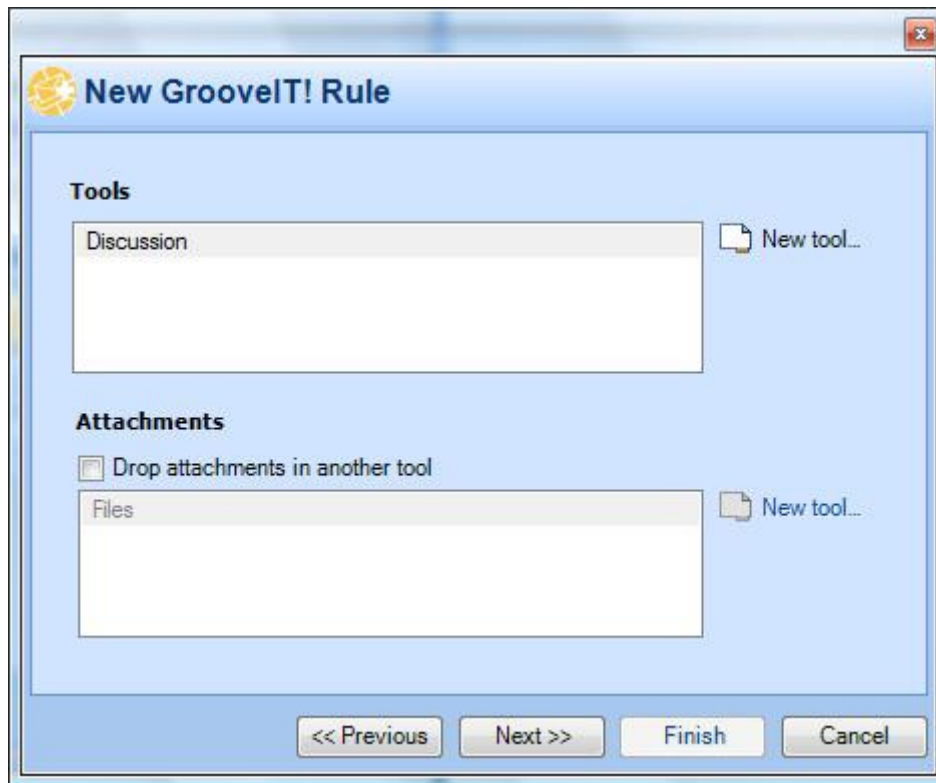 New GrooveIT! Rule
Tools
Discussion
New tool...
Attachments
Drop attachments in another tool
Files
New tool...
<< Previous
Next >>
Finish
Cancel